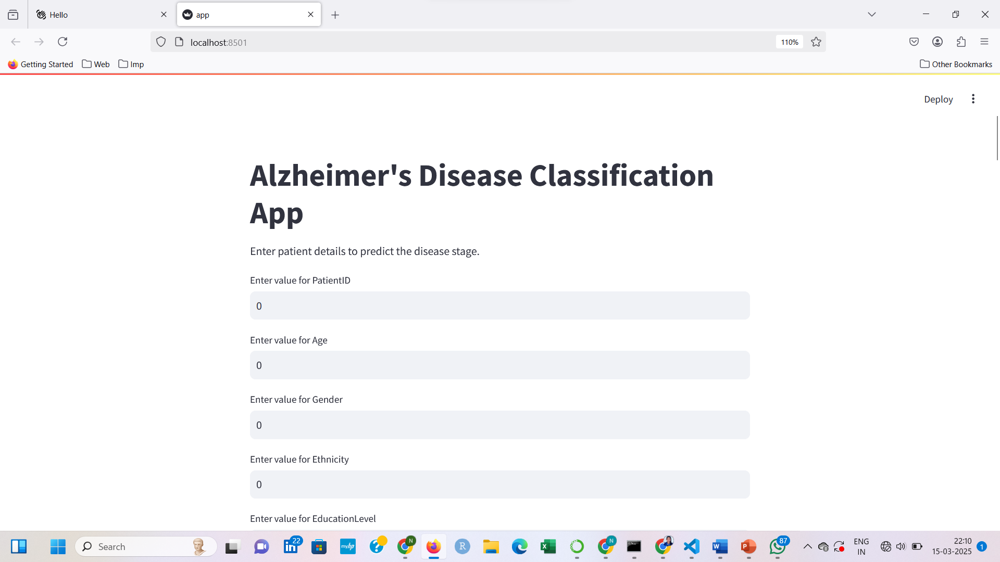 Hello
app
localhost:8501
110%
Getting Started
Web
Imp
Other Bookmarks
Deploy
Alzheimer's Disease Classification
App
Enter patient details to predict the disease stage.
Enter value for PatientID
0
Enter value for Age
0
Enter value for Gender
0
Enter value for Ethnicity
0
Enter value for EducationLevel
Search
22
myhp
?
N
R
X
N
W
P
87
ENG
IN
22:10
15-03-2025
1